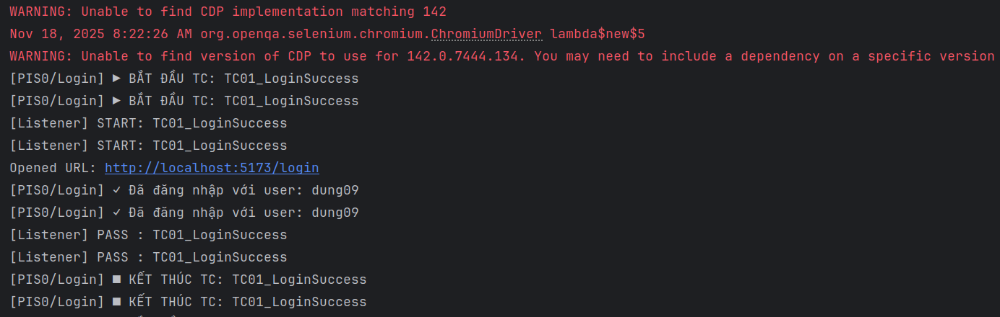 WARNING: Unable to find CDP implementation matching 142
Nov 18, 2025 8:22:26 AM org.openqa.selenium.chromium.ChromiumDriver lambda$new$5
WARNING: Unable to find version of CDP to use for 142.0.7444.134. You may need to include a dependency on a specific version
[PIS0/Login] ▶ BẮT ĐẦU TC: TC01_LoginSuccess
[PIS0/Login] ▶ BẮT ĐẦU TC: TC01_LoginSuccess
[Listener] START: TC01_LoginSuccess
[Listener] START: TC01_LoginSuccess
Opened URL: http://localhost:5173/login
[PIS0/Login] ✓ Đã đăng nhập với user: dung09
[PIS0/Login] ✓ Đã đăng nhập với user: dung09
[Listener] PASS : TC01_LoginSuccess
[Listener] PASS : TC01_LoginSuccess
[PIS0/Login] ■ KẾT THÚC TC: TC01_LoginSuccess
[PIS0/Login] ■ KẾT THÚC TC: TC01_LoginSuccess